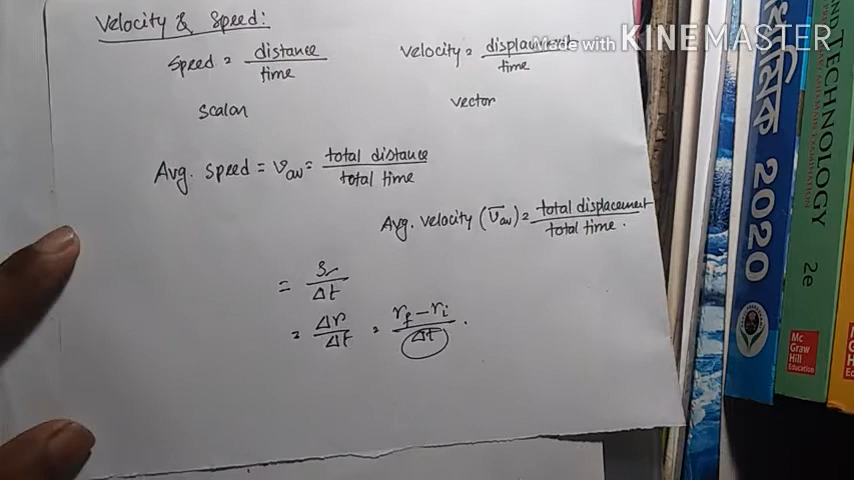 Velocity & Speed:
Made with KINEMASTER
Speed = distance / time
Velocity = displacement / time
scalar
vector
Avg. Speed = vav = total distance / total time
Avg. velocity (v̄av) = total displacement / total time.
= S / Δt
= Δr / Δt = rf - ri / Δt .
2020
TECHNOLOGY
2e
Mc
Graw
Hill
Education